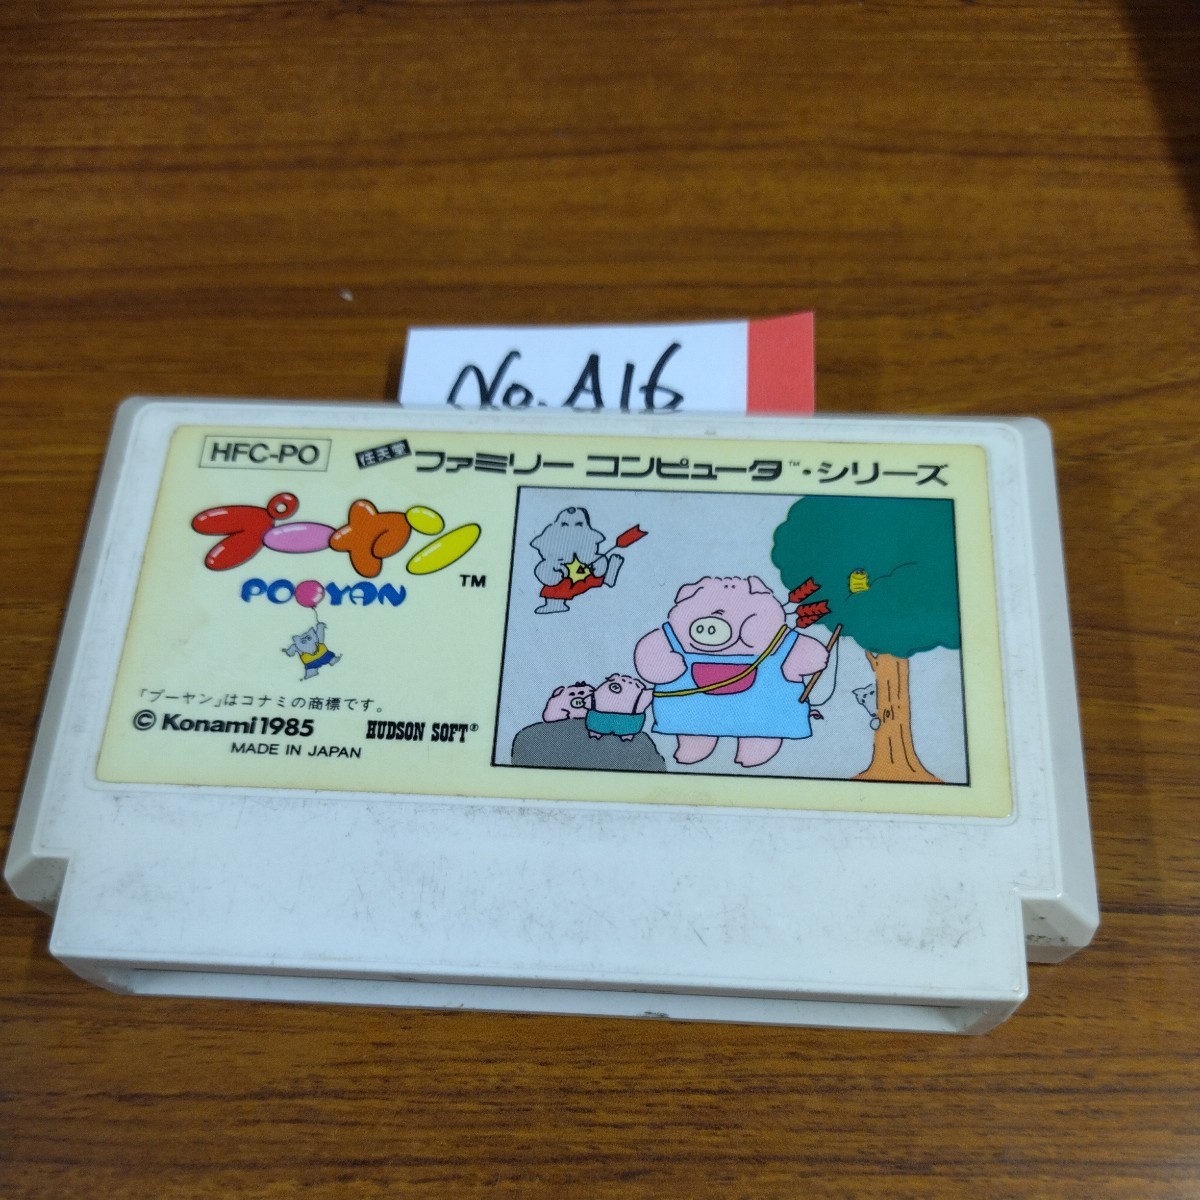 No. A16
HFC-PO
任天堂 ファミリー コンピュータ™・シリーズ
プーヤン™
POOYAN
「プーヤン」はコナミの商標です。
© Konami 1985
HUDSON SOFT®
MADE IN JAPAN